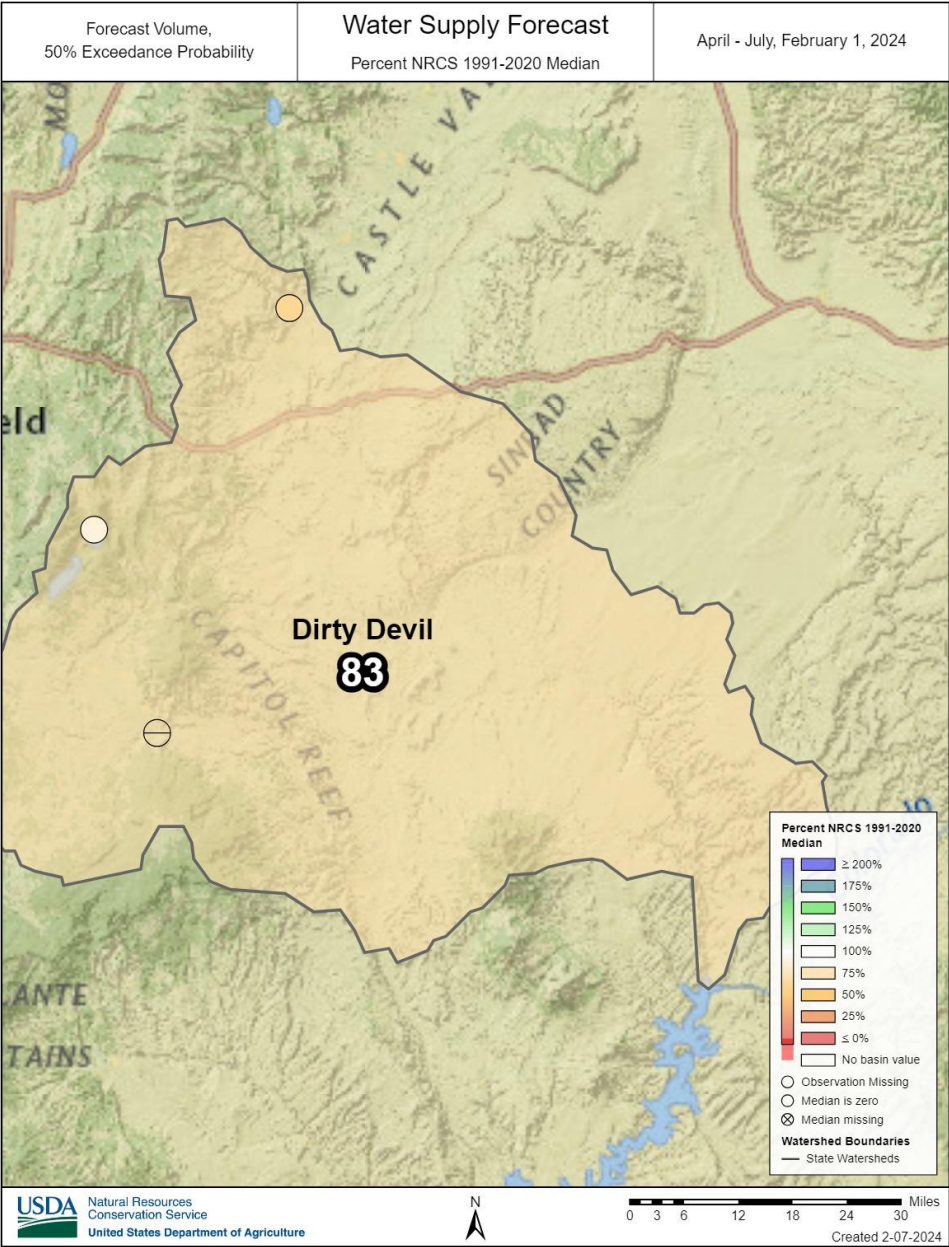 Forecast Volume,
50% Exceedance Probability
Water Supply Forecast
Percent NRCS 1991-2020 Median
April - July, February 1, 2024
MO
CASTLE VA
eld
SINBAD
COUNTRY
Dirty Devil
83
CAPITOL REEF
LANTE
TAINS
Percent NRCS 1991-2020
Median
≥ 200%
175%
150%
125%
100%
75%
50%
25%
≤ 0%
No basin value
Observation Missing
Median is zero
Median missing
Watershed Boundaries
State Watersheds
USDA
Natural Resources
Conservation Service
United States Department of Agriculture
N
Miles
0 3 6 12 18 24 30
Created 2-07-2024